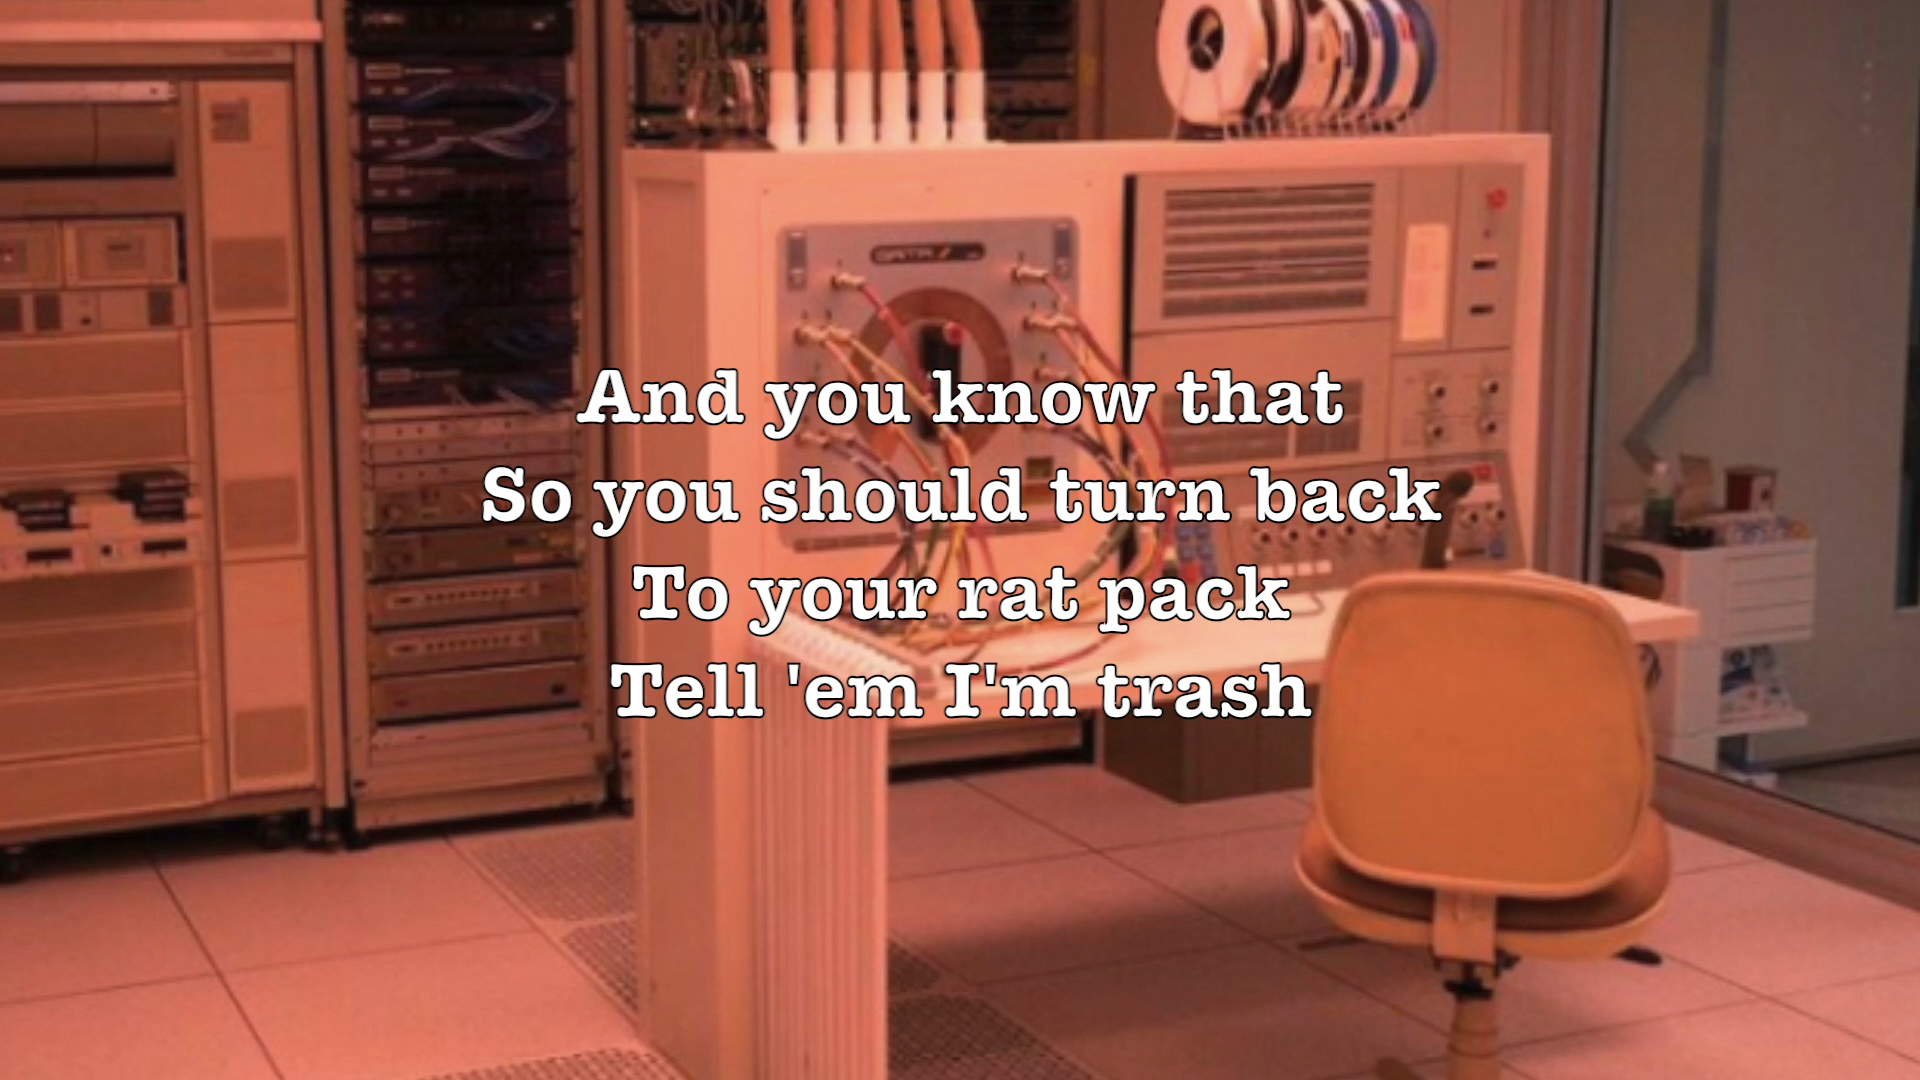 And you know that
So you should turn back
To your rat pack
Tell 'em I'm trash